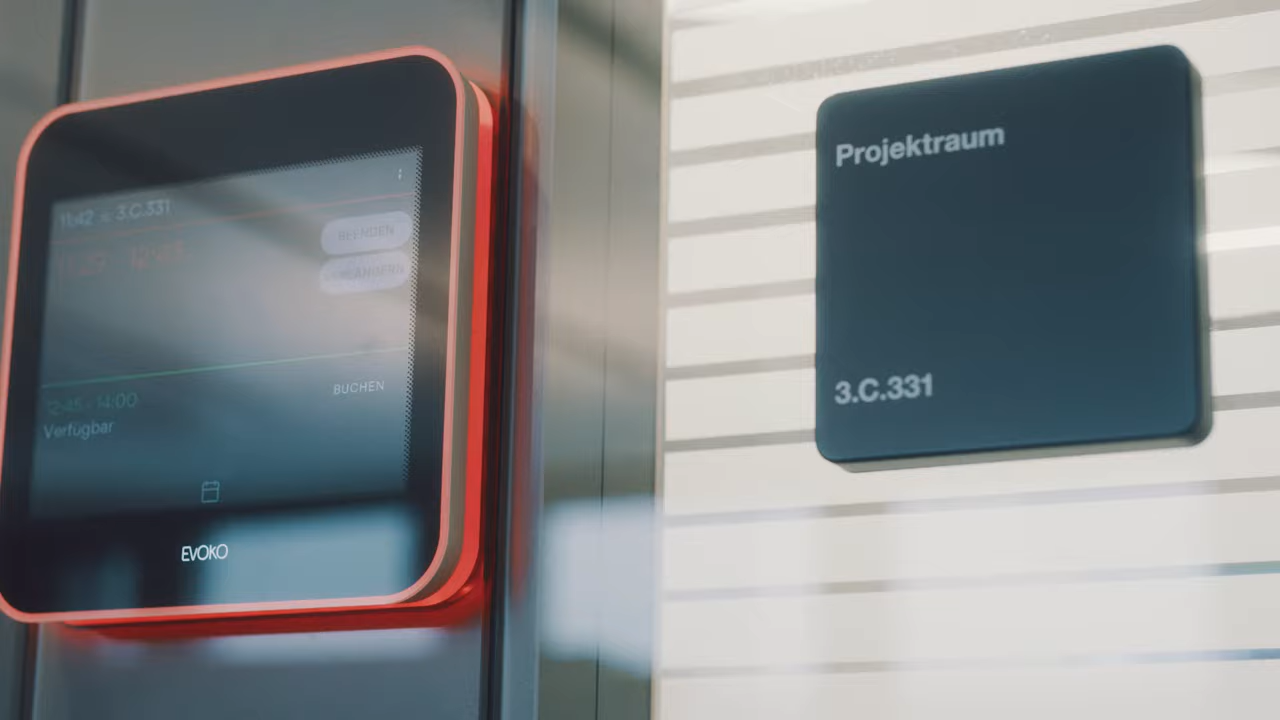 11:42
3.C.331
BEENDEN
12:45 - 14:00
Verfügbar
BUCHEN
EVOKO
Projektraum
3.C.331